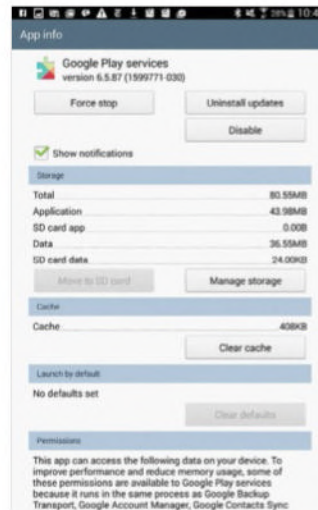 10:4
App info
Google Play services
version 6.5.87 (1599771-030)
Force stop
Uninstall updates
Disable
Show notifications
Storage
Total 80.55MB
Application 43.98MB
SD card app 0.00B
Data 36.55MB
SD card data 24.00KB
Move to SD card
Manage storage
Cache
Cache 408KB
Clear cache
Launch by default
No defaults set
Clear defaults
Permissions
This app can access the following data on your device. To
improve performance and reduce memory usage, some of
these permissions are available to Google Play services
because it runs in the same process as Google Backup
Transport, Google Account Manager, Google Contacts Sync